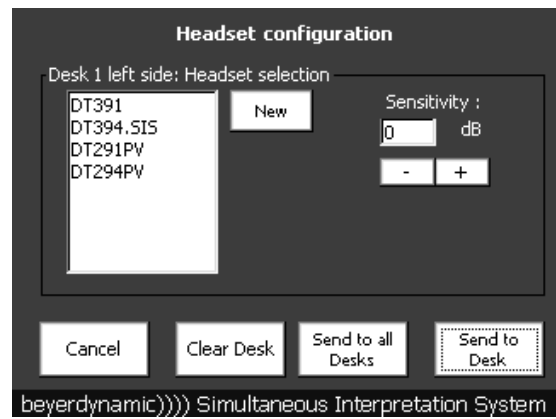 Headset configuration
Desk 1 left side: Headset selection
DT391
DT394.SIS
DT291PV
DT294PV
New
Sensitivity :
0 dB
- +
Cancel
Clear Desk
Send to all
Desks
Send to
Desk
beyerdynamic)))) Simultaneous Interpretation System